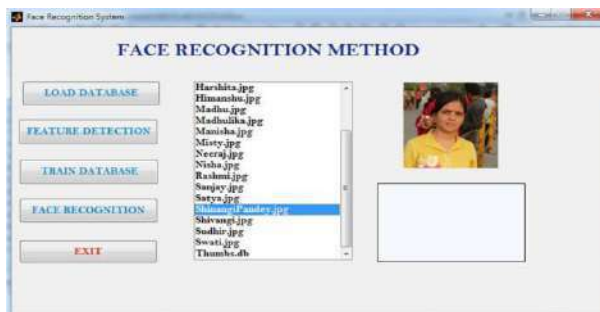 Face Recognition System
FACE RECOGNITION METHOD
LOAD DATABASE
FEATURE DETECTION
TRAIN DATABASE
FACE RECOGNITION
EXIT
Harshita.jpg
Himanshu.jpg
Madhu.jpg
Madhulika.jpg
Manisha.jpg
Misty.jpg
Neeraj.jpg
Nisha.jpg
Rashmi.jpg
Sanjay.jpg
Satya.jpg
ShinangiPandey.jpg
Shivangi.jpg
Sudhir.jpg
Swati.jpg
Thumbs.db